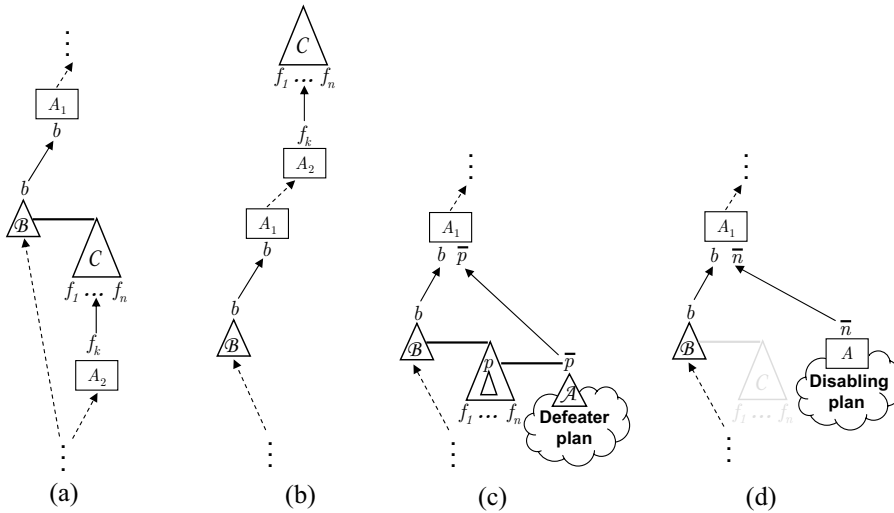 ⋮
A₁
b
b
ℬ
C
f₁ ... fₙ
fₖ
A₂
⋮
(a)
C
f₁ ... fₙ
fₖ
A₂
A₁
b
b
ℬ
⋮
(b)
⋮
A₁
b p̅
b
ℬ
p
p̅
𝒜
f₁ ... fₙ
Defeater
plan
⋮
(c)
⋮
A₁
b n̅
b
ℬ
C
f₁ ... fₙ
n̅
A
Disabling
plan
⋮
(d)